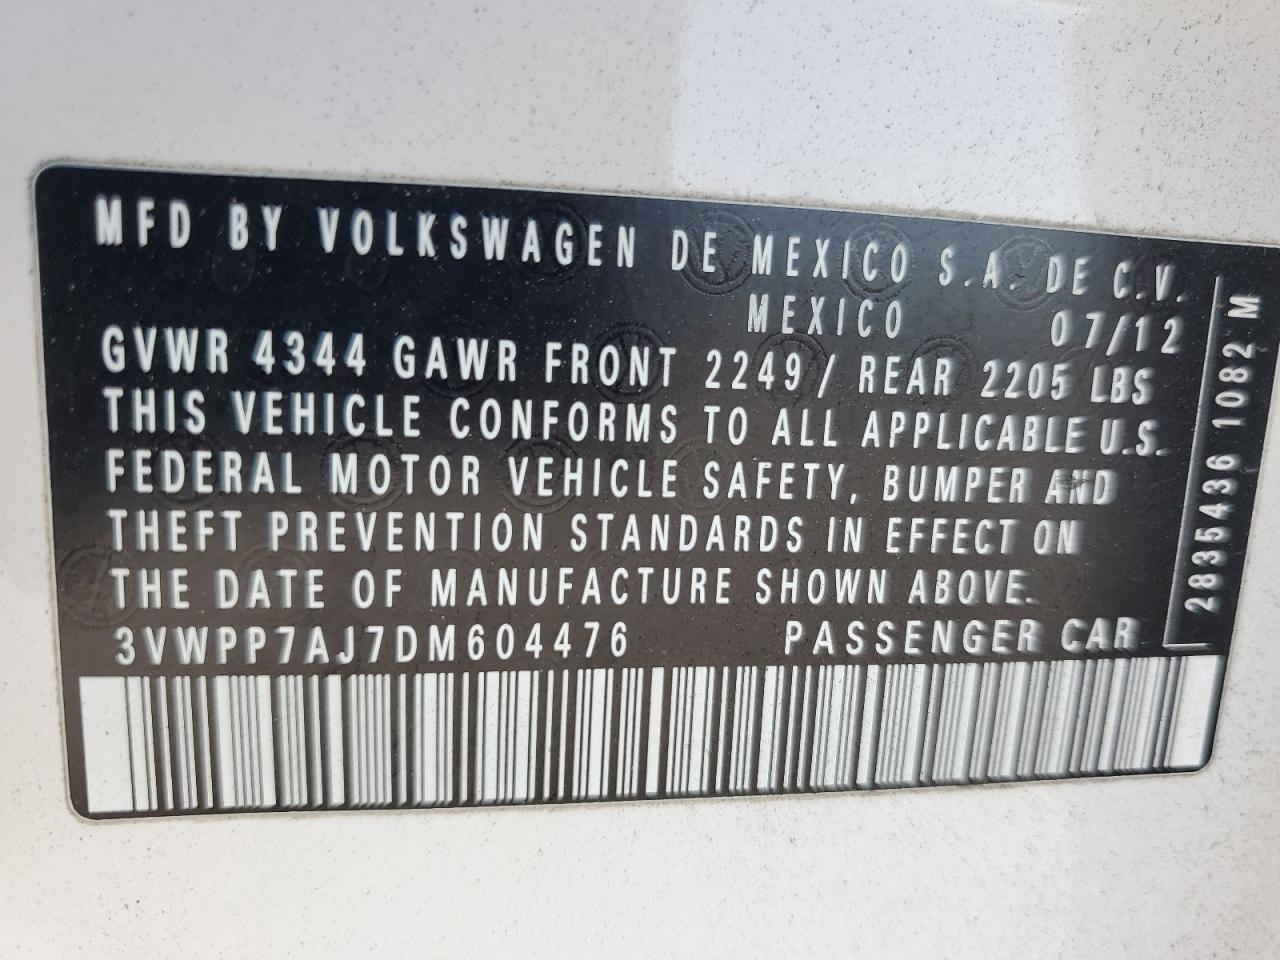 MFD BY VOLKSWAGEN DE MEXICO S.A. DE C.V.
MEXICO 07/12
GVWR 4344 GAWR FRONT 2249 / REAR 2205 LBS
THIS VEHICLE CONFORMS TO ALL APPLICABLE U.S.
FEDERAL MOTOR VEHICLE SAFETY, BUMPER AND
THEFT PREVENTION STANDARDS IN EFFECT ON
THE DATE OF MANUFACTURE SHOWN ABOVE.
3VWPP7AJ7DM604476 PASSENGER CAR
2835436 1082 M